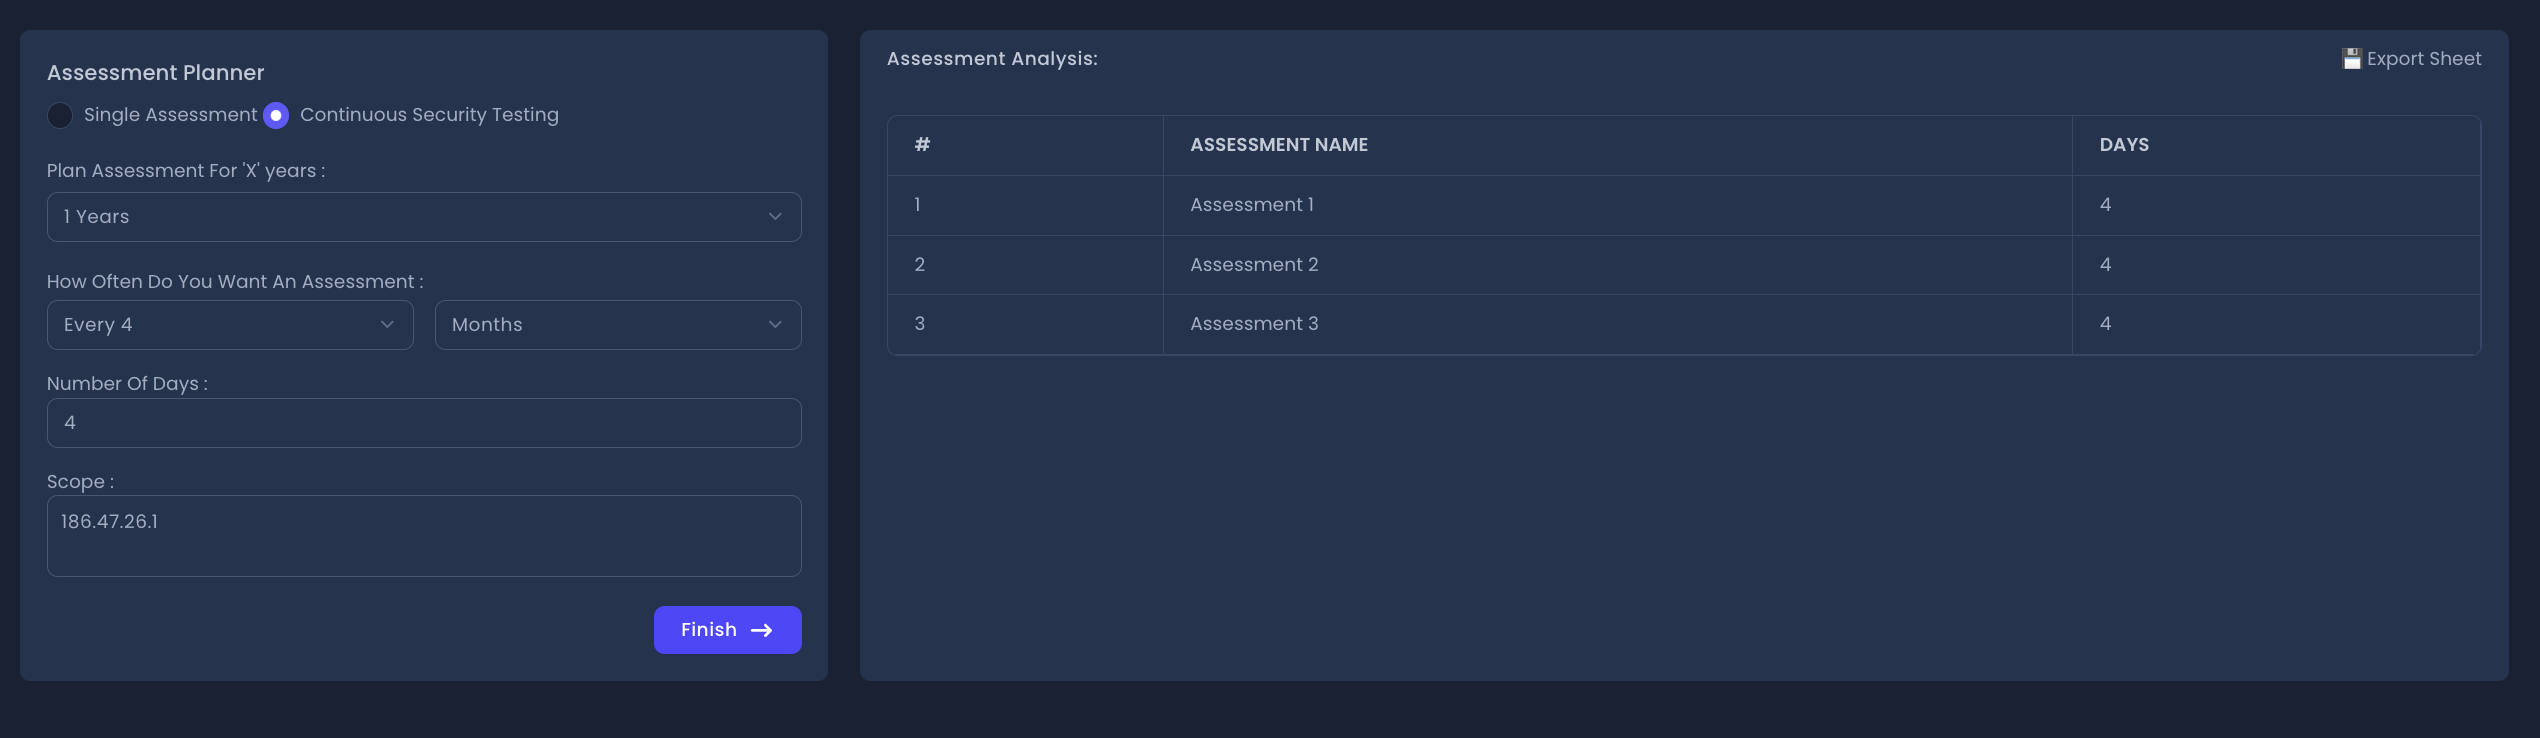 Assessment Planner
Single Assessment Continuous Security Testing
Plan Assessment For 'X' years :
1 Years
How Often Do You Want An Assessment :
Every 4 Months
Number Of Days :
4
Scope :
186.47.26.1
Finish
Assessment Analysis:
Export Sheet
# ASSESSMENT NAME DAYS
1 Assessment 1 4
2 Assessment 2 4
3 Assessment 3 4